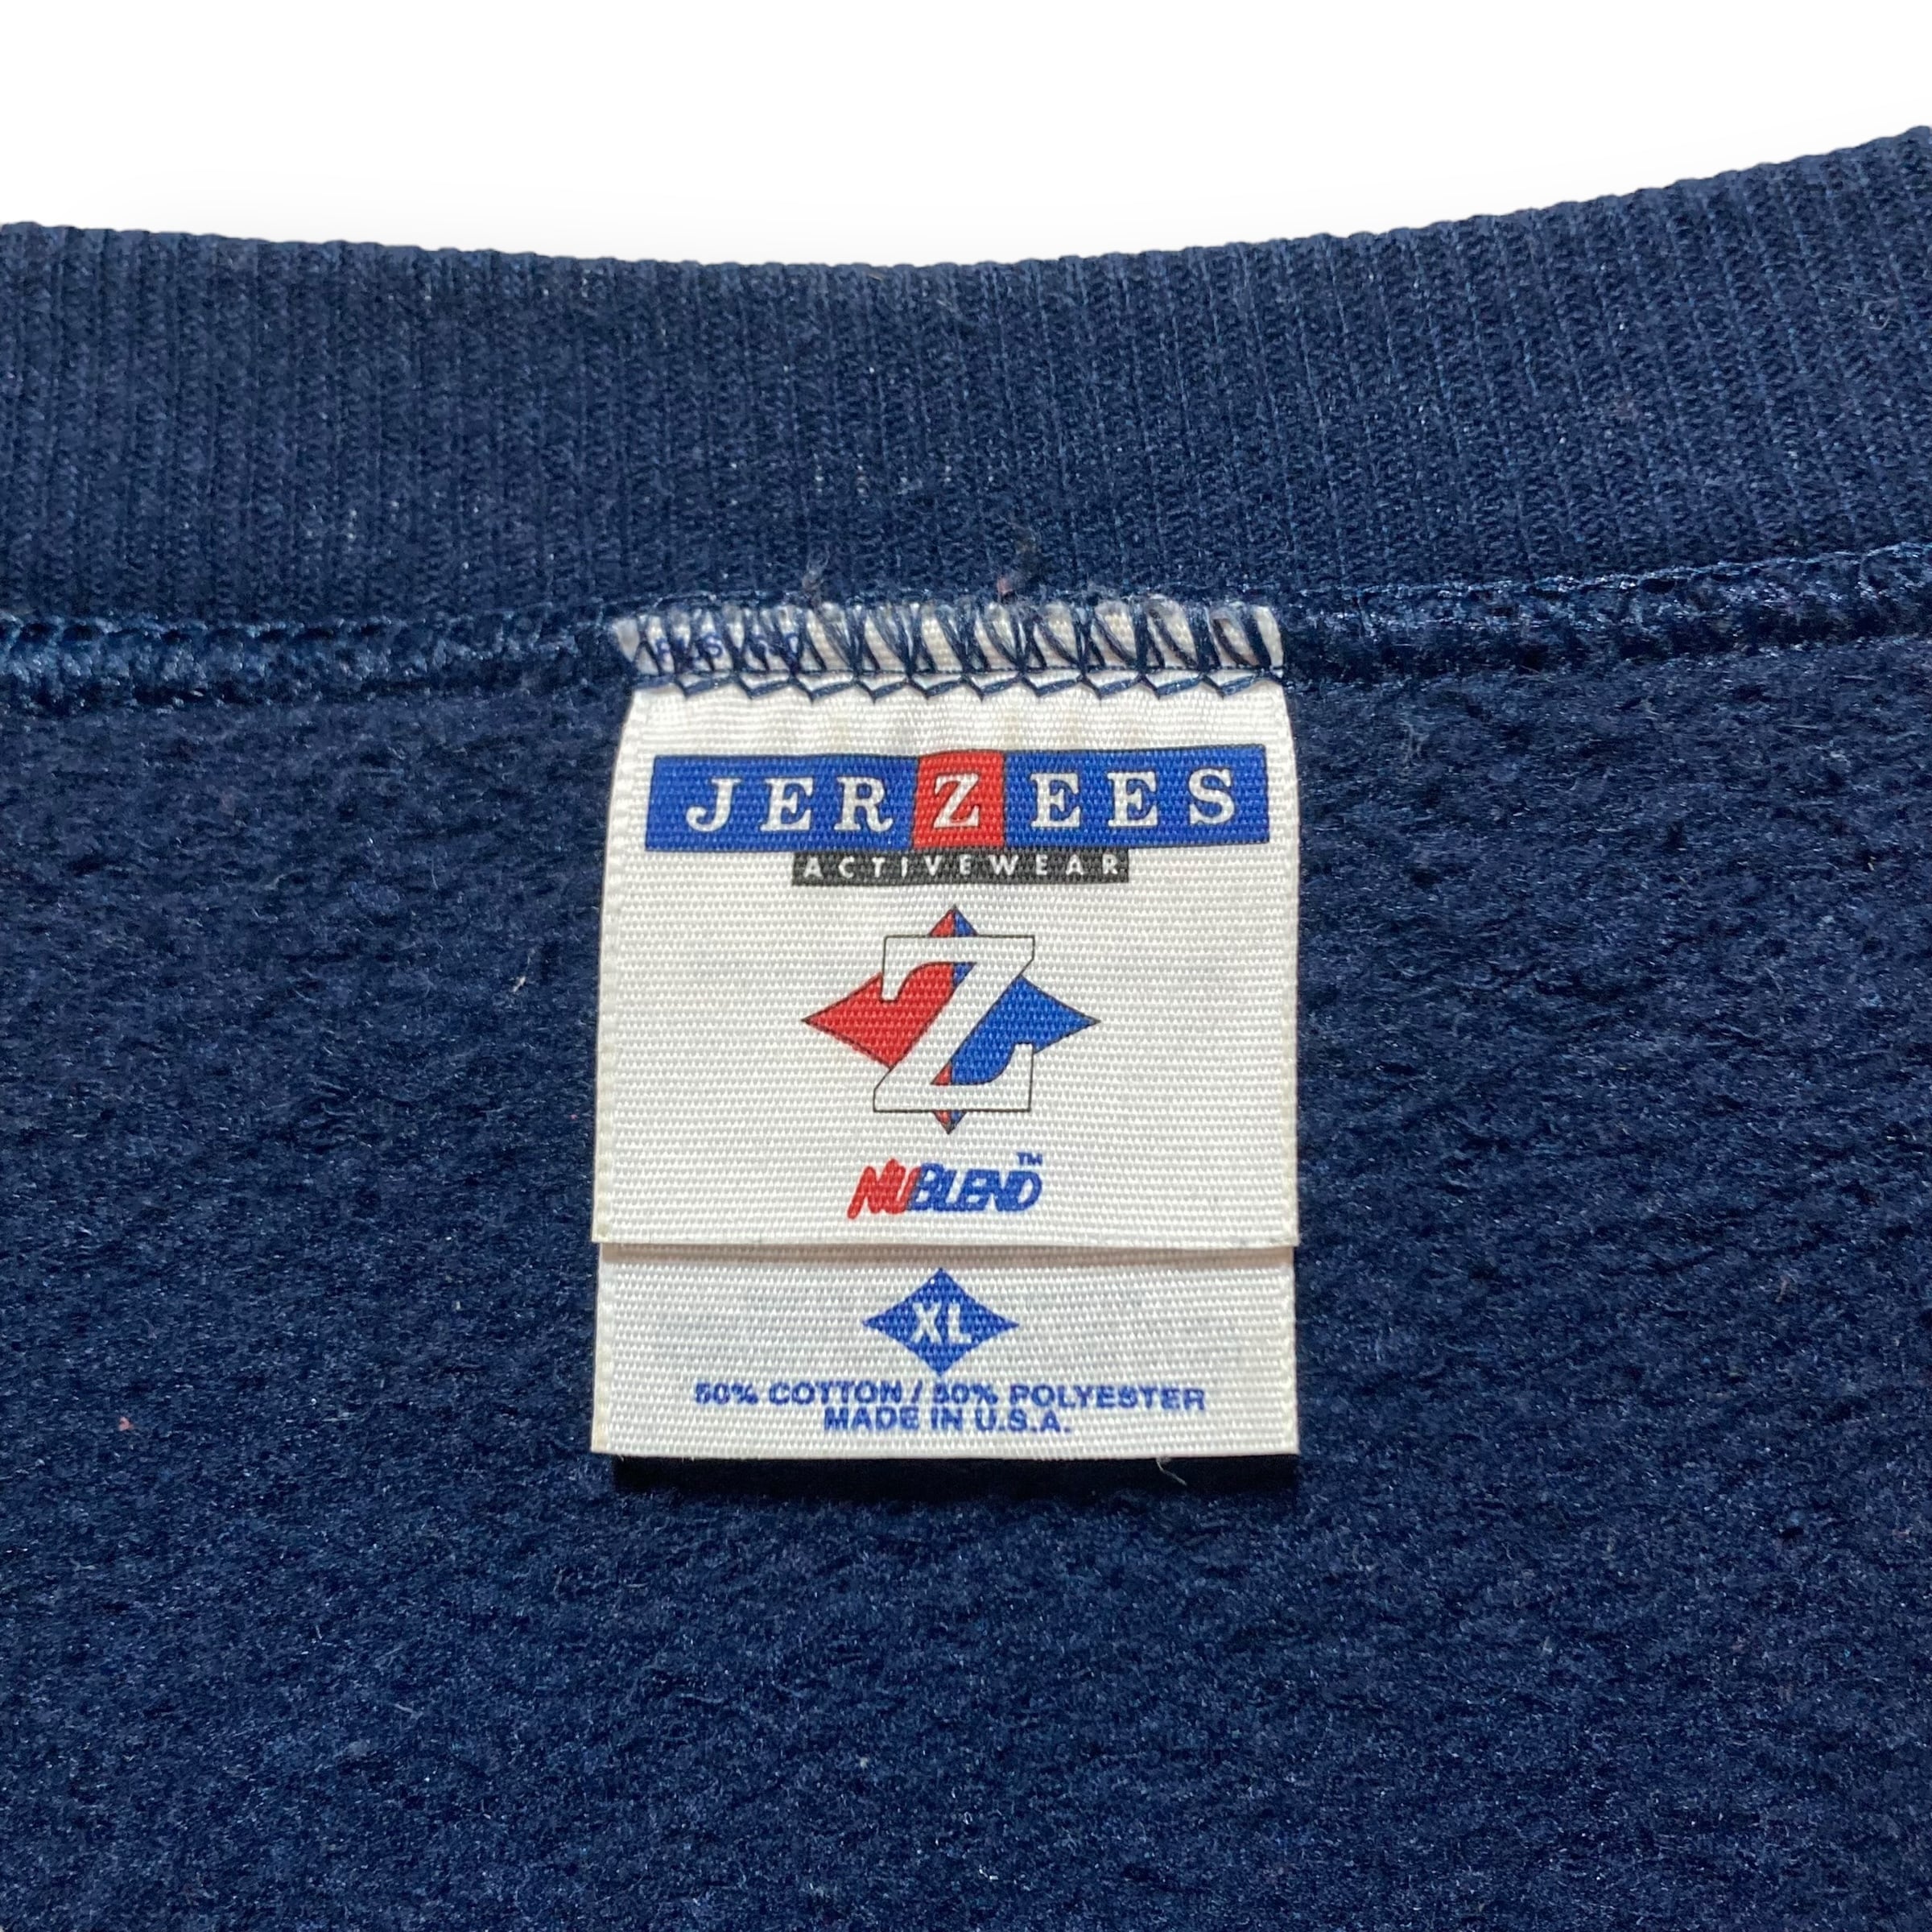 JERZEES
ACTIVEWEAR
Z
NUBLEND™
XL
50% COTTON / 50% POLYESTER
MADE IN U.S.A.